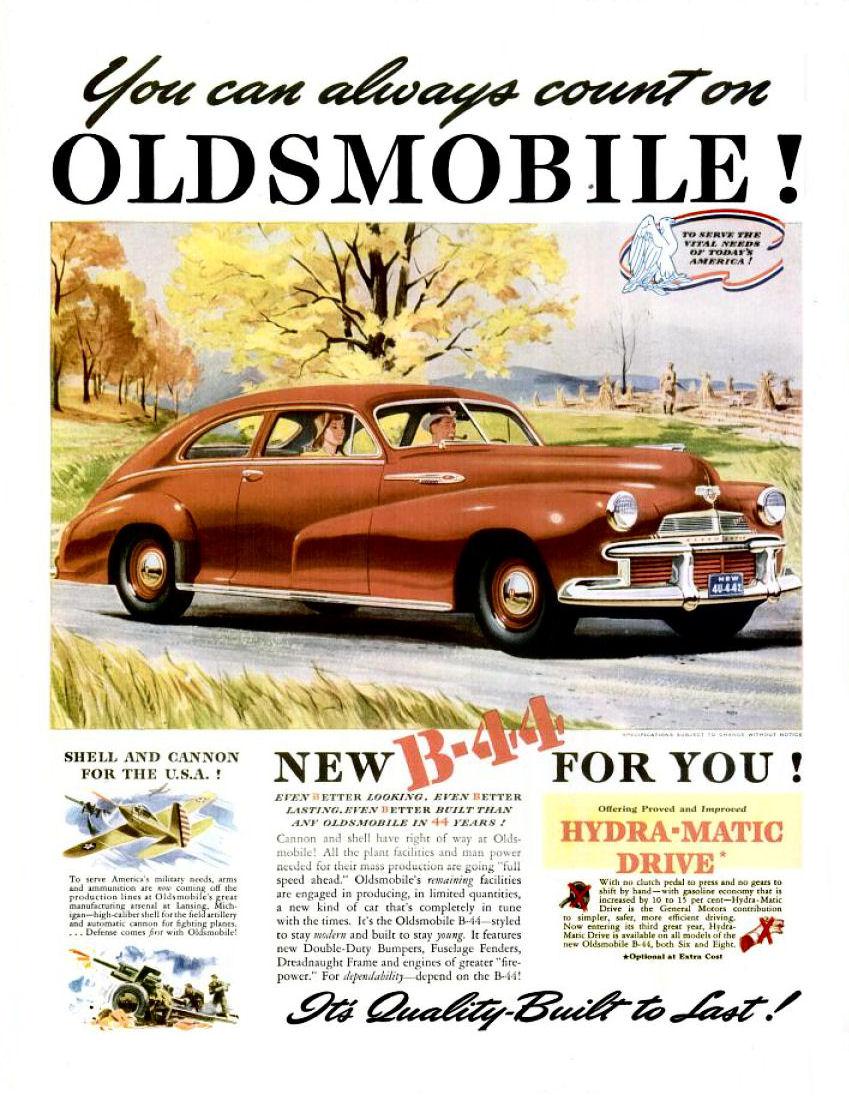 You can always count on
OLDSMOBILE!
TO SERVE THE
VITAL NEEDS
OF TODAY'S
AMERICA!
NEW
4U-4-42
SPECIFICATIONS SUBJECT TO CHANGE WITHOUT NOTICE
SHELL AND CANNON
FOR THE U.S.A. !
To serve America's military needs, arms
and ammunition are now coming off the
production lines at Oldsmobile's great
manufacturing arsenal at Lansing, Mich-
igan—high-caliber shell for the field artillery
and automatic cannon for fighting planes.
. . . Defense comes first with Oldsmobile!
NEW B-44 FOR YOU !
EVEN BETTER LOOKING. EVEN BETTER
LASTING. EVEN BETTER BUILT THAN
ANY OLDSMOBILE IN 44 YEARS !
Cannon and shell have right of way at Olds-
mobile! All the plant facilities and man power
needed for their mass production are going "full
speed ahead." Oldsmobile's remaining facilities
are engaged in producing, in limited quantities,
a new kind of car that's completely in tune
with the times. It's the Oldsmobile B-44—styled
to stay modern and built to stay young. It features
new Double-Duty Bumpers, Fuselage Fenders,
Dreadnaught Frame and engines of greater "fire-
power." For dependability—depend on the B-44!
Offering Proved and Improved
HYDRA-MATIC
DRIVE*
With no clutch pedal to press and no gears to
shift by hand—with gasoline economy that is
increased by 10 to 15 per cent—Hydra-Matic
Drive is the General Motors contribution
to simpler, safer, more efficient driving.
Now entering its third great year, Hydra-
Matic Drive is available on all models of the
new Oldsmobile B-44, both Six and Eight.
★Optional at Extra Cost
It's Quality-Built to Last !